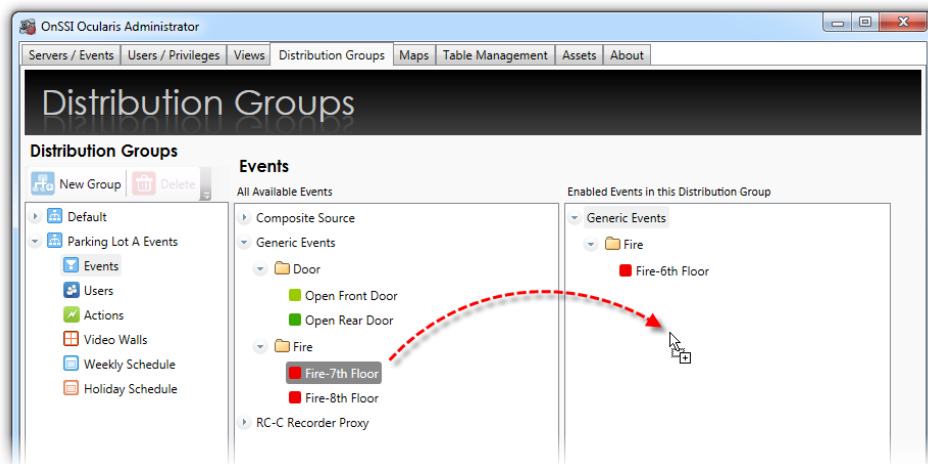 OnSSI Ocularis Administrator
Servers / Events Users / Privileges Views Distribution Groups Maps Table Management Assets About
Distribution Groups
Distribution Groups
New Group Delete
Default
Parking Lot A Events
Events
Users
Actions
Video Walls
Weekly Schedule
Holiday Schedule
Events
All Available Events
Composite Source
Generic Events
Door
Open Front Door
Open Rear Door
Fire
Fire-7th Floor
Fire-8th Floor
RC-C Recorder Proxy
Enabled Events in this Distribution Group
Generic Events
Fire
Fire-6th Floor